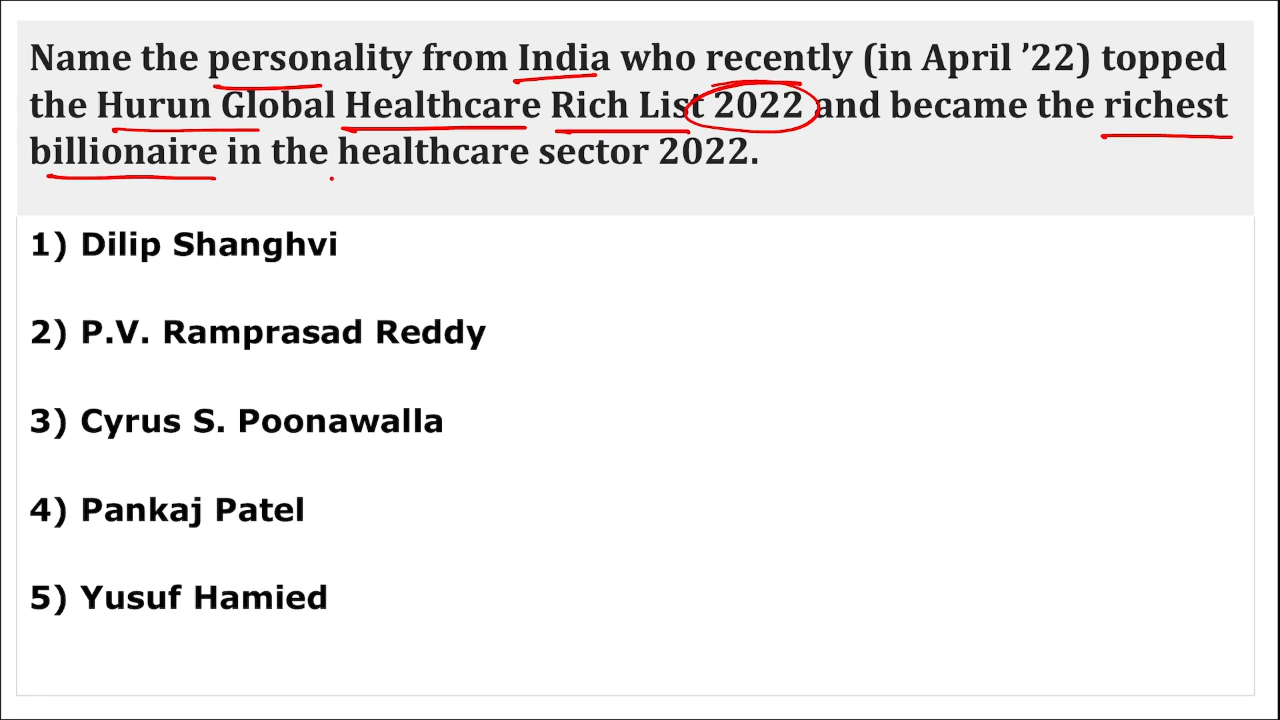 Name the personality from India who recently (in April ’22) topped
the Hurun Global Healthcare Rich List 2022 and became the richest
billionaire in the healthcare sector 2022.
1) Dilip Shanghvi
2) P.V. Ramprasad Reddy
3) Cyrus S. Poonawalla
4) Pankaj Patel
5) Yusuf Hamied